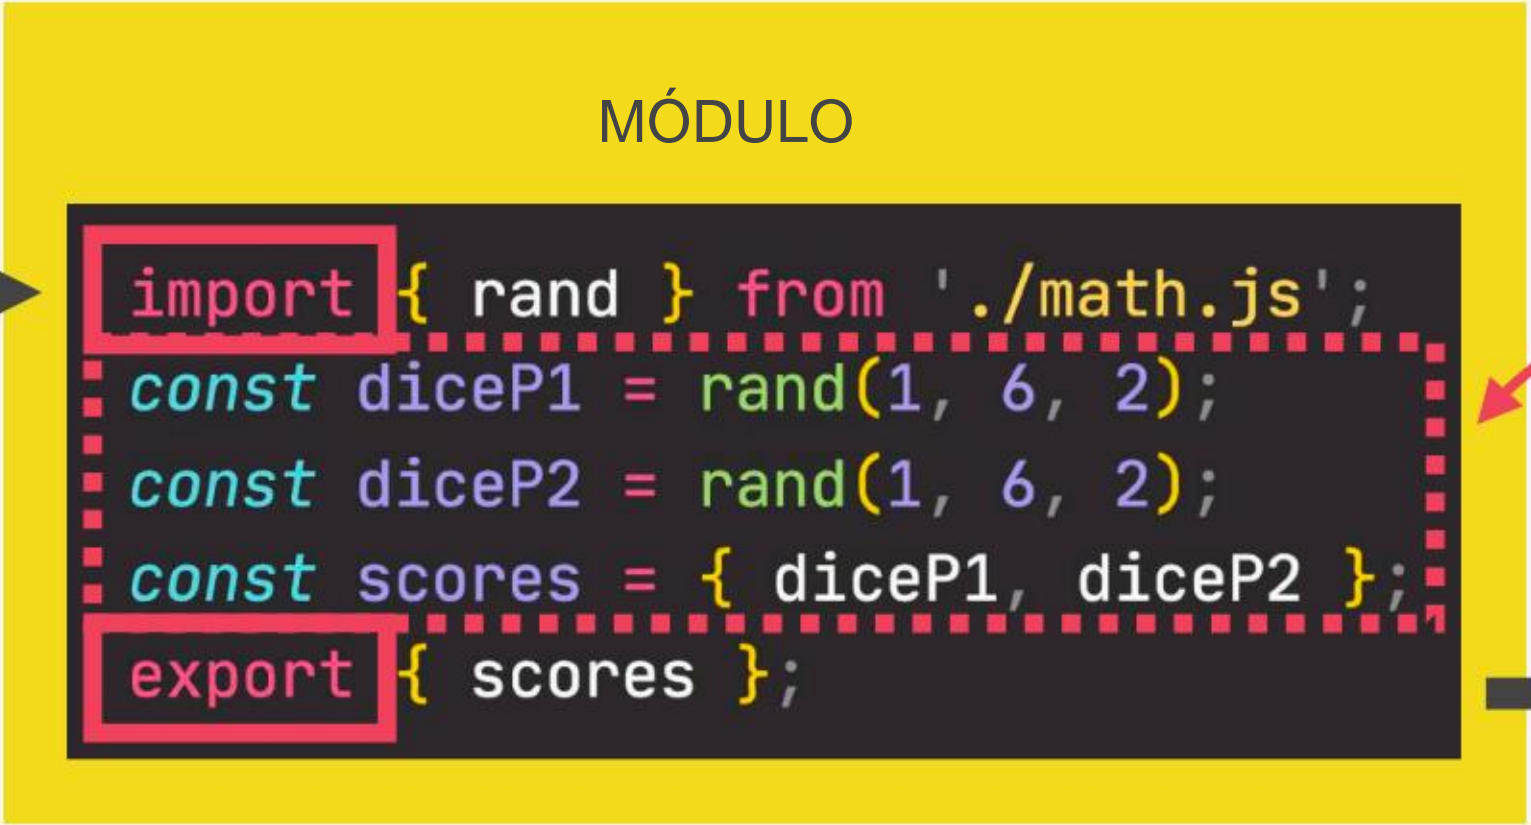 MÓDULO
import { rand } from './math.js';
const diceP1 = rand(1, 6, 2);
const diceP2 = rand(1, 6, 2);
const scores = { diceP1, diceP2 };
export { scores };